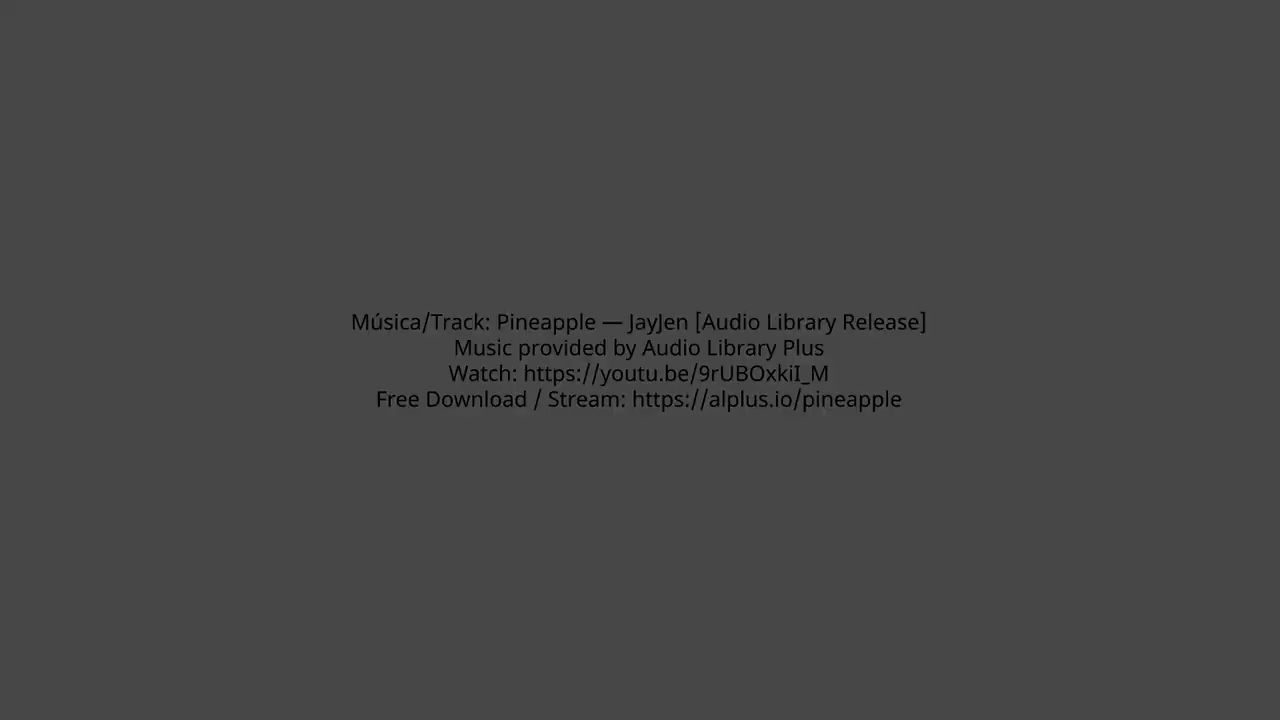 Música/Track: Pineapple — JayJen [Audio Library Release]
Music provided by Audio Library Plus
Watch: https://youtu.be/9rUBOxkiI_M
Free Download / Stream: https://alplus.io/pineapple